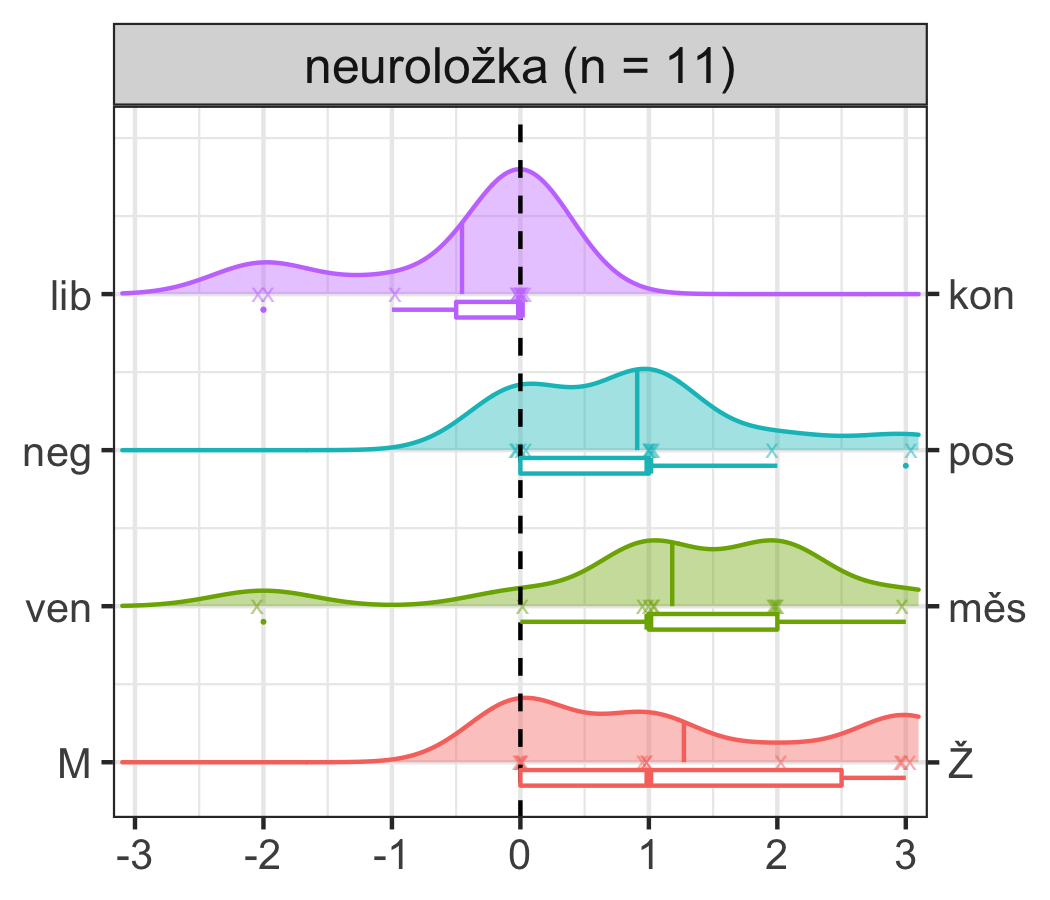 neuroložka (n = 11)
lib kon
neg pos
ven měs
M Ž
-3 -2 -1 0 1 2 3